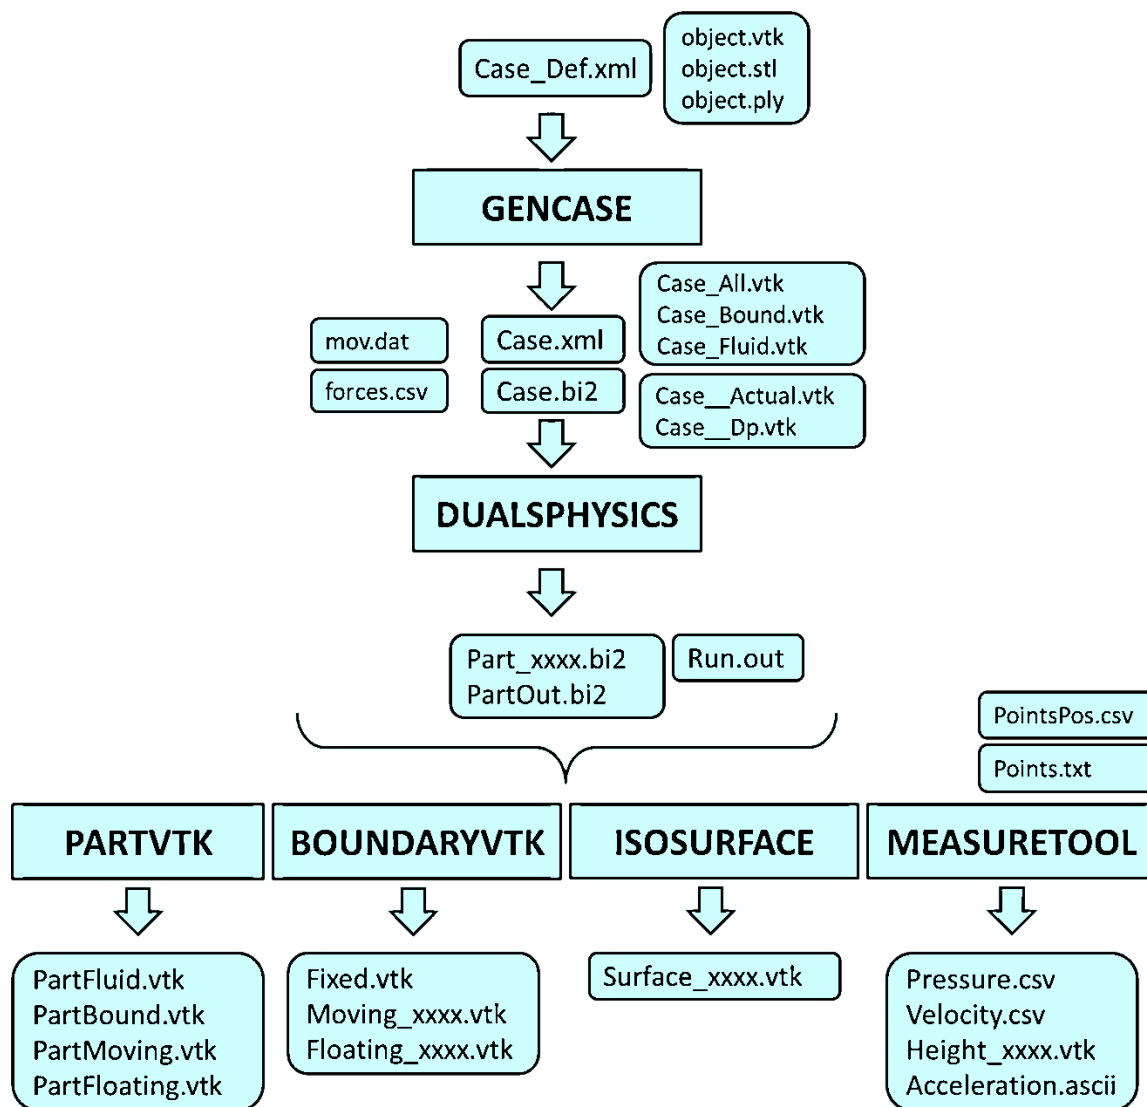 Case_Def.xml
object.vtk
object.stl
object.ply
GENCASE
mov.dat
forces.csv
Case.xml
Case.bi2
Case_All.vtk
Case_Bound.vtk
Case_Fluid.vtk
Case__Actual.vtk
Case__Dp.vtk
DUALSPHYSICS
Part_xxxx.bi2
PartOut.bi2
Run.out
PointsPos.csv
Points.txt
PARTVTK
BOUNDARYVTK
ISOSURFACE
MEASURETOOL
PartFluid.vtk
PartBound.vtk
PartMoving.vtk
PartFloating.vtk
Fixed.vtk
Moving_xxxx.vtk
Floating_xxxx.vtk
Surface_xxxx.vtk
Pressure.csv
Velocity.csv
Height_xxxx.vtk
Acceleration.ascii